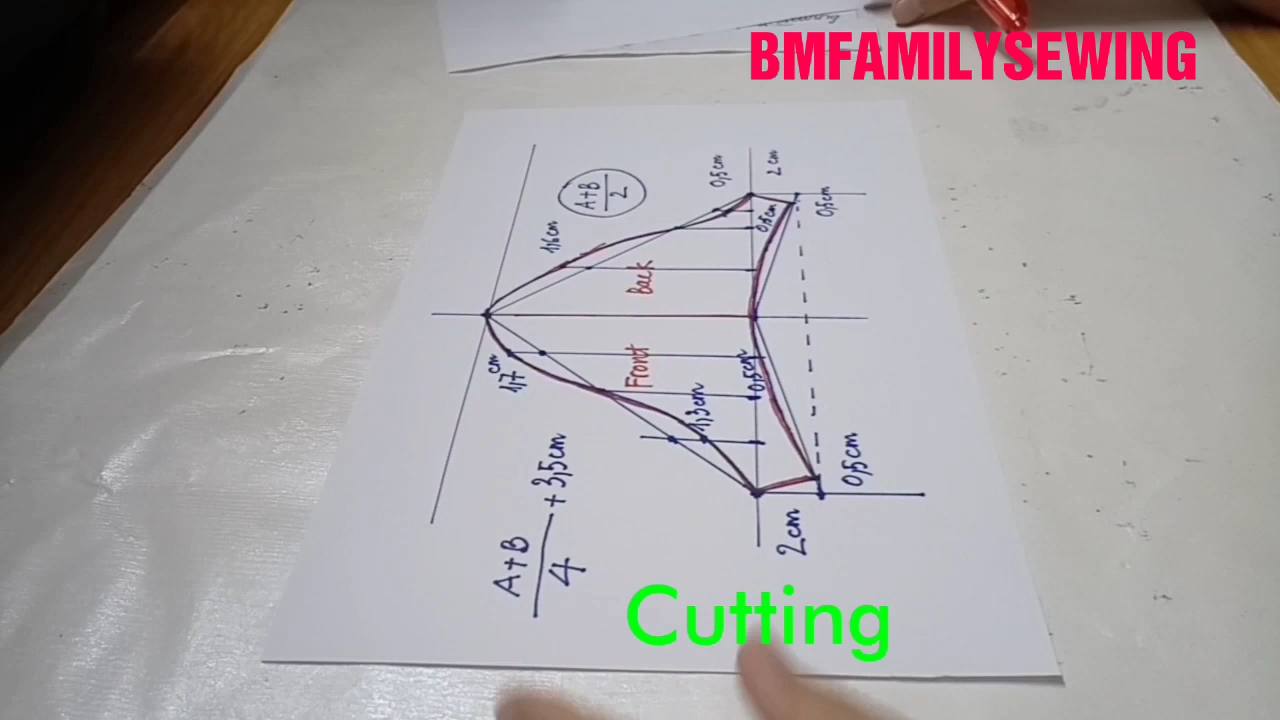 BMFAMILYSEWING
0,5cm
2cm
A+B
2
1,6cm
0,5cm
0,5cm
Back
Front
1,7cm
1,3cm
0,5cm
0,5cm
A+B
4
+3,5cm
2cm
Cutting